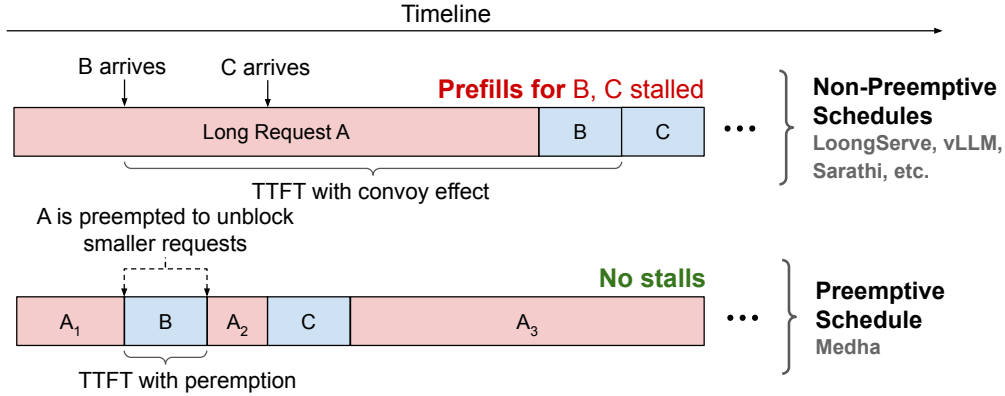 Timeline
B arrives
C arrives
Prefills for B, C stalled
Long Request A
B
C
...
Non-Preemptive
Schedules
LoongServe, vLLM,
Sarathi, etc.
TTFT with convoy effect
A is preempted to unblock
smaller requests
No stalls
A1
B
A2
C
A3
...
Preemptive
Schedule
Medha
TTFT with peremption